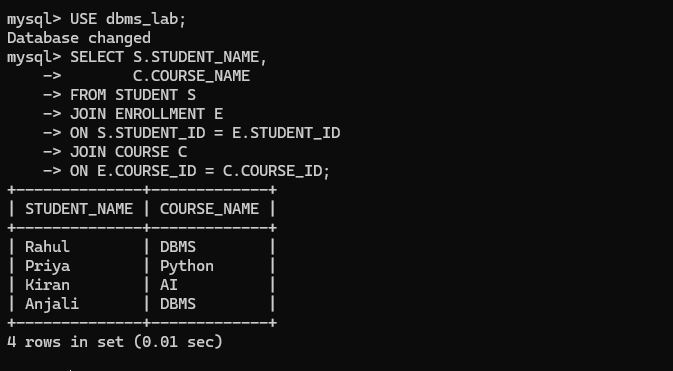 mysql> USE dbms_lab;
Database changed
mysql> SELECT S.STUDENT_NAME,
    ->        C.COURSE_NAME
    -> FROM STUDENT S
    -> JOIN ENROLLMENT E
    -> ON S.STUDENT_ID = E.STUDENT_ID
    -> JOIN COURSE C
    -> ON E.COURSE_ID = C.COURSE_ID;
+--------------+-------------+
| STUDENT_NAME | COURSE_NAME |
+--------------+-------------+
| Rahul        | DBMS        |
| Priya        | Python      |
| Kiran        | AI          |
| Anjali       | DBMS        |
+--------------+-------------+
4 rows in set (0.01 sec)